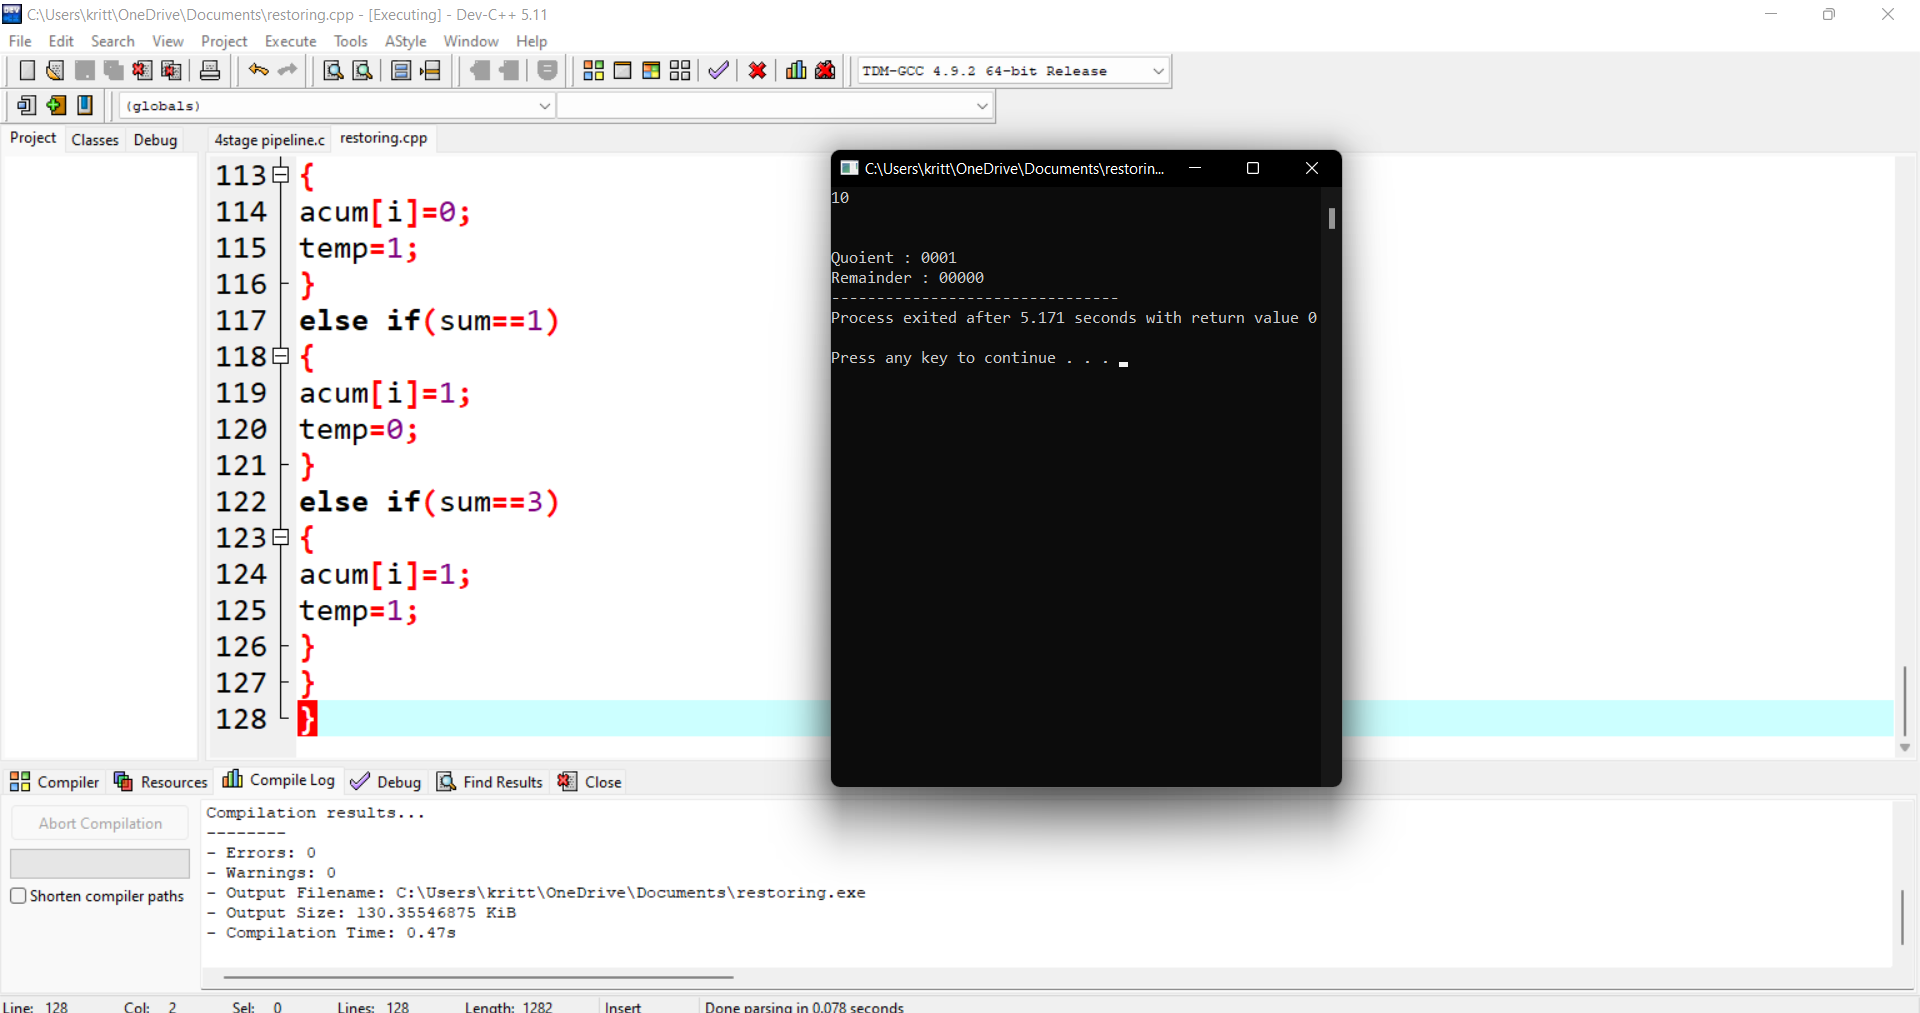 C:\Users\kritt\OneDrive\Documents\restoring.cpp - [Executing] - Dev-C++ 5.11
File Edit Search View Project Execute Tools AStyle Window Help
TDM-GCC 4.9.2 64-bit Release
(globals)
Project Classes Debug
4stage pipeline.c restoring.cpp
113 {
114 acum[i]=0;
115 temp=1;
116 }
117 else if(sum==1)
118 {
119 acum[i]=1;
120 temp=0;
121 }
122 else if(sum==3)
123 {
124 acum[i]=1;
125 temp=1;
126 }
127 }
128 }
C:\Users\kritt\OneDrive\Documents\restorin...
10
Quoient : 0001
Remainder : 00000
--------------------------------
Process exited after 5.171 seconds with return value 0
Press any key to continue . . .
Compiler Resources Compile Log Debug Find Results Close
Abort Compilation
Shorten compiler paths
Compilation results...
--------
- Errors: 0
- Warnings: 0
- Output Filename: C:\Users\kritt\OneDrive\Documents\restoring.exe
- Output Size: 130.35546875 KiB
- Compilation Time: 0.47s
Line: 128 Col: 2 Sel: 0 Lines: 128 Length: 1282 Insert Done parsing in 0.078 seconds